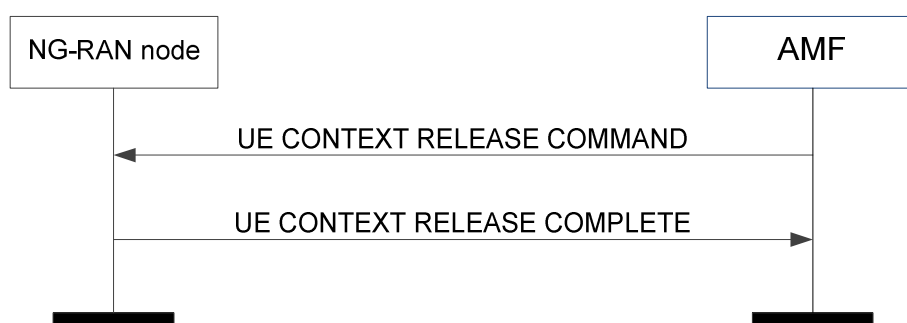 NG-RAN node
AMF
UE CONTEXT RELEASE COMMAND
UE CONTEXT RELEASE COMPLETE